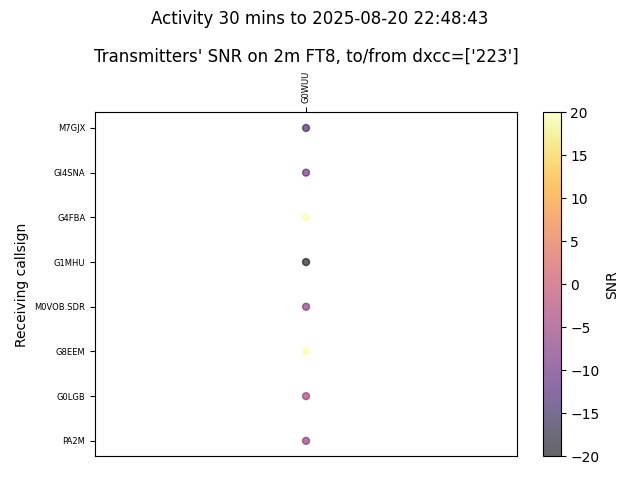 Activity 30 mins to 2025-08-20 22:48:43
Transmitters' SNR on 2m FT8, to/from dxcc=['223']
G0WUU
M7GJX
GI4SNA
G4FBA
G1MHU
M0VOB.SDR
G8EEM
G0LGB
PA2M
Receiving callsign
20
15
10
5
0
−5
−10
−15
−20
SNR